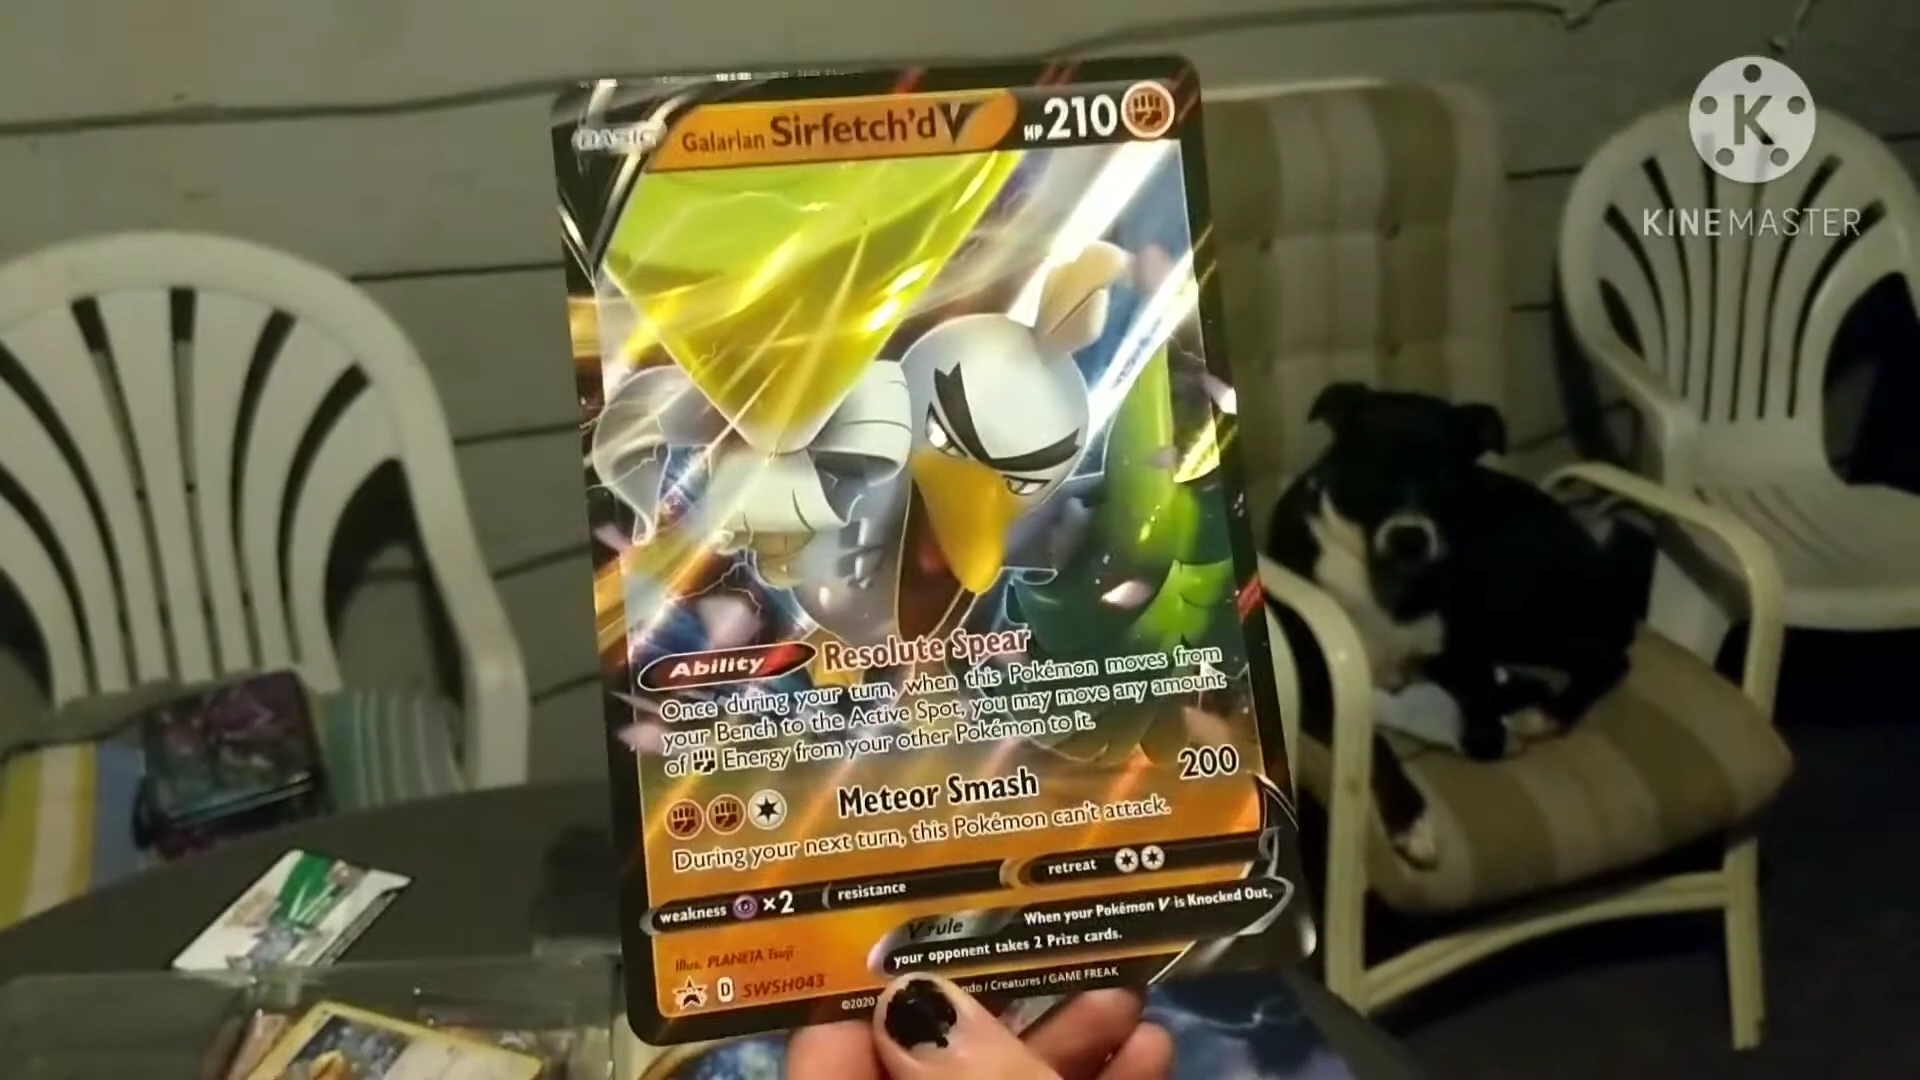 BASIC Galarian Sirfetch'd V HP 210
K
KINEMASTER
Ability Resolute Spear
Once during your turn, when this Pokémon moves from
your Bench to the Active Spot, you may move any amount
of Energy from your other Pokémon to it.
Meteor Smash 200
During your next turn, this Pokémon can't attack.
weakness ×2 resistance retreat
V rule When your Pokémon V is Knocked Out,
your opponent takes 2 Prize cards.
Illus. PLANETA Tsuji
D SWSH043
©2020 / Creatures / GAME FREAK